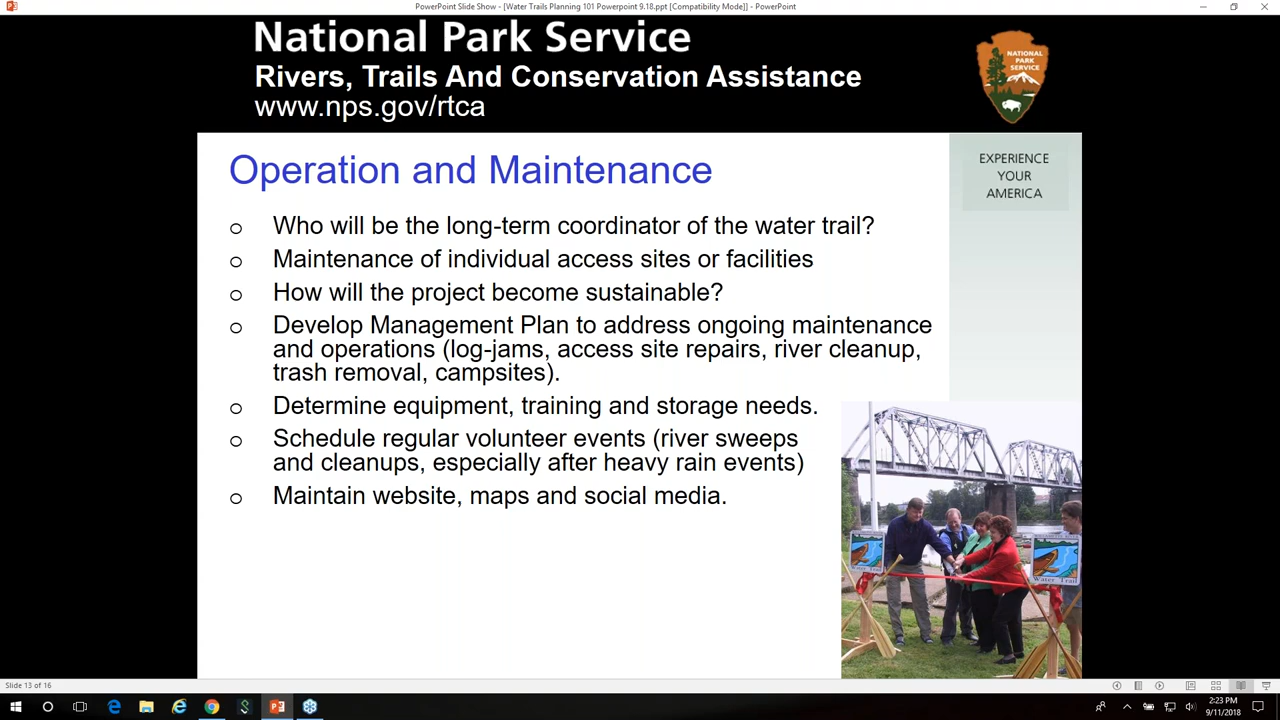 PowerPoint Slide Show - [Water Trails Planning 101 Powerpoint 9.18.ppt [Compatibility Mode]] - PowerPoint
National Park Service
Rivers, Trails And Conservation Assistance
www.nps.gov/rtca
NATIONAL
PARK
SERVICE
EXPERIENCE
YOUR
AMERICA
Operation and Maintenance
o Who will be the long-term coordinator of the water trail?
o Maintenance of individual access sites or facilities
o How will the project become sustainable?
o Develop Management Plan to address ongoing maintenance
and operations (log-jams, access site repairs, river cleanup,
trash removal, campsites).
o Determine equipment, training and storage needs.
o Schedule regular volunteer events (river sweeps
and cleanups, especially after heavy rain events)
o Maintain website, maps and social media.
Water Trail
Water Trail
Slide 13 of 16
2:23 PM
9/11/2018